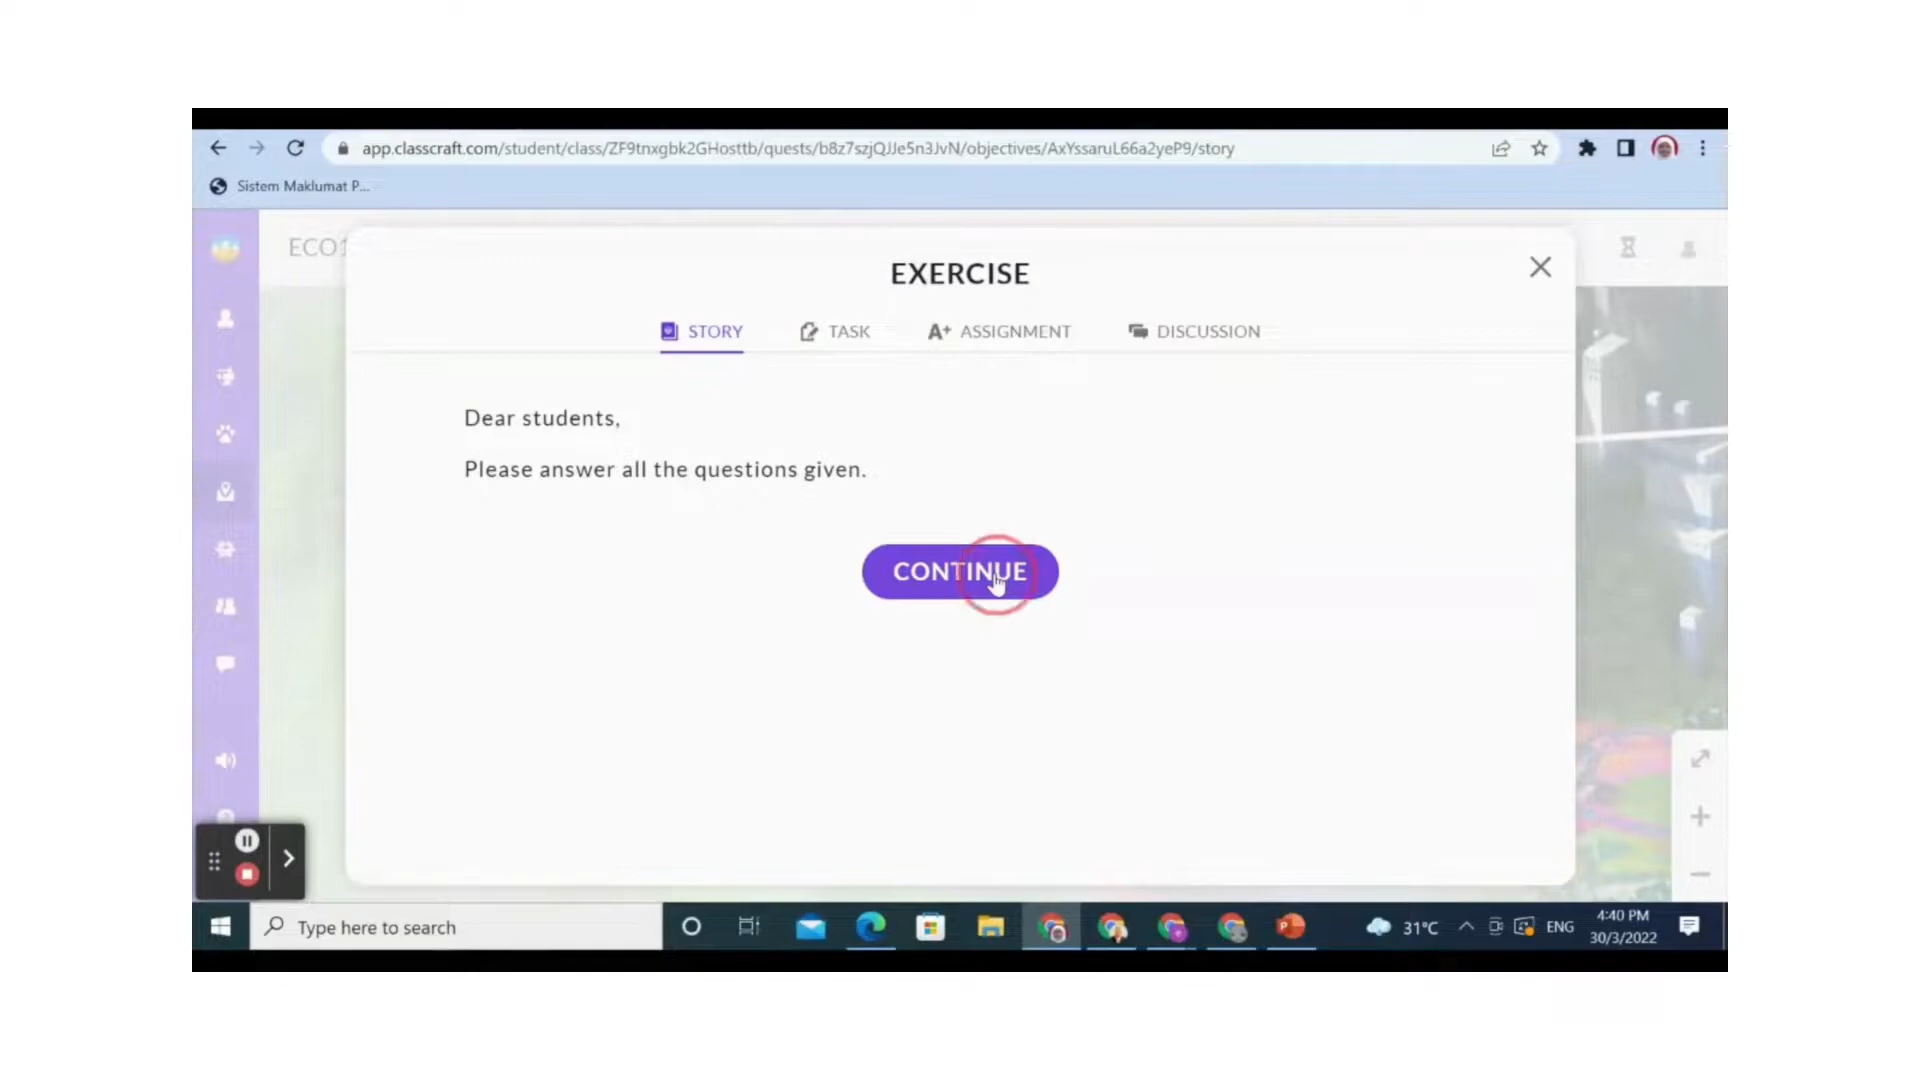 app.classcraft.com/student/class/ZF9tnxgbk2GHosttb/quests/b8z7szjQJJe5n3JvN/objectives/AxYssaruL66a2yeP9/story
Sistem Maklumat P...
ECO1
EXERCISE
STORY TASK A+ ASSIGNMENT DISCUSSION
Dear students,
Please answer all the questions given.
CONTINUE
Type here to search
31°C ENG
4:40 PM
30/3/2022